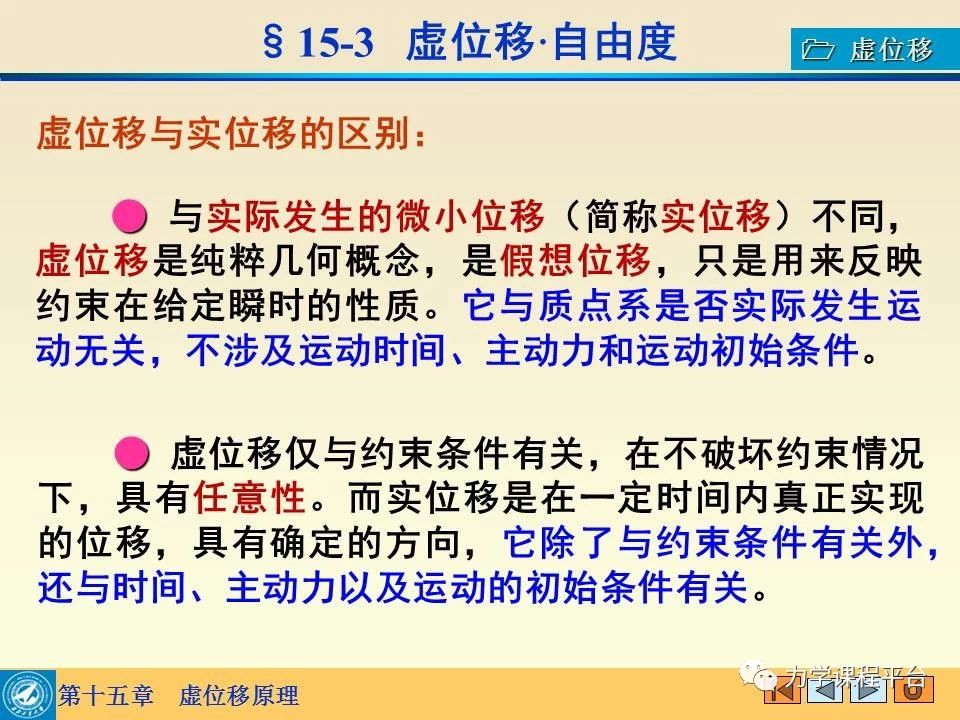 §15-3 虚位移·自由度
虚位移
虚位移与实位移的区别：
与实际发生的微小位移（简称实位移）不同，
虚位移是纯粹几何概念，是假想位移，只是用来反映
约束在给定瞬时的性质。它与质点系是否实际发生运
动无关，不涉及运动时间、主动力和运动初始条件。
虚位移仅与约束条件有关，在不破坏约束情况
下，具有任意性。而实位移是在一定时间内真正实现
的位移，具有确定的方向，它除了与约束条件有关外，
还与时间、主动力以及运动的初始条件有关。
第十五章 虚位移原理
力学课程平台